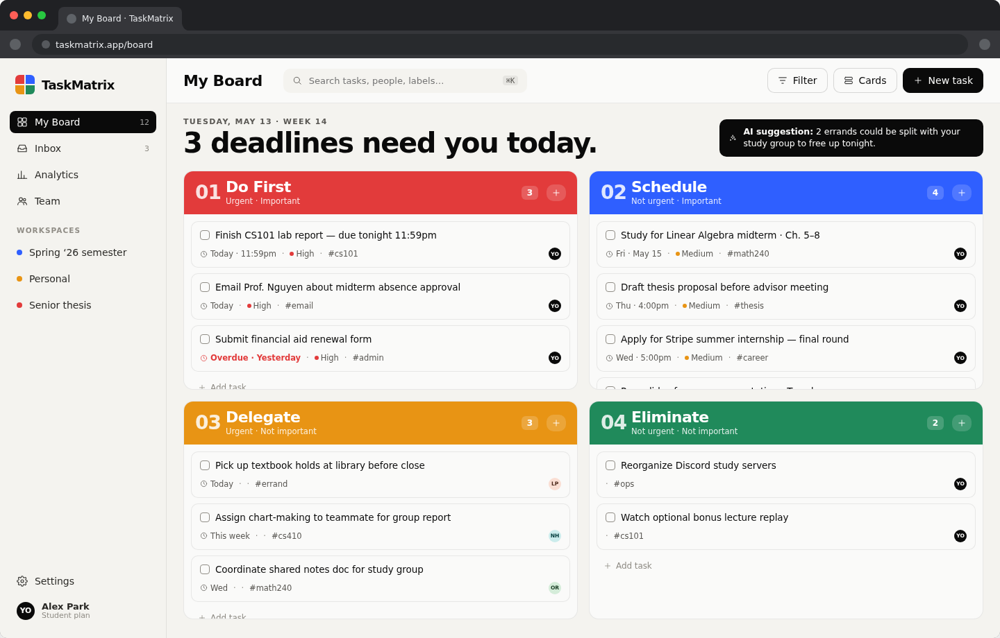 My Board · TaskMatrix
taskmatrix.app/board
TaskMatrix
My Board 12
Inbox 3
Analytics
Team
WORKSPACES
Spring ‘26 semester
Personal
Senior thesis
Settings
YO Alex Park
Student plan
My Board
Search tasks, people, labels...
⌘K
Filter
Cards
+ New task
TUESDAY, MAY 13 · WEEK 14
3 deadlines need you today.
AI suggestion: 2 errands could be split with your
study group to free up tonight.
01 Do First 3 +
Urgent · Important
Finish CS101 lab report — due tonight 11:59pm
Today · 11:59pm · High · #cs101 YO
Email Prof. Nguyen about midterm absence approval
Today · High · #email YO
Submit financial aid renewal form
Overdue · Yesterday · High · #admin YO
+ Add task
02 Schedule 4 +
Not urgent · Important
Study for Linear Algebra midterm · Ch. 5–8
Fri · May 15 · Medium · #math240 YO
Draft thesis proposal before advisor meeting
Thu · 4:00pm · Medium · #thesis YO
Apply for Stripe summer internship — final round
Wed · 5:00pm · Medium · #career YO
03 Delegate 3 +
Urgent · Not important
Pick up textbook holds at library before close
Today · · #errand LP
Assign chart-making to teammate for group report
This week · · #cs410 NH
Coordinate shared notes doc for study group
Wed · · #math240 OR
+ Add task
04 Eliminate 2 +
Not urgent · Not important
Reorganize Discord study servers
· #ops YO
Watch optional bonus lecture replay
· #cs101 YO
+ Add task